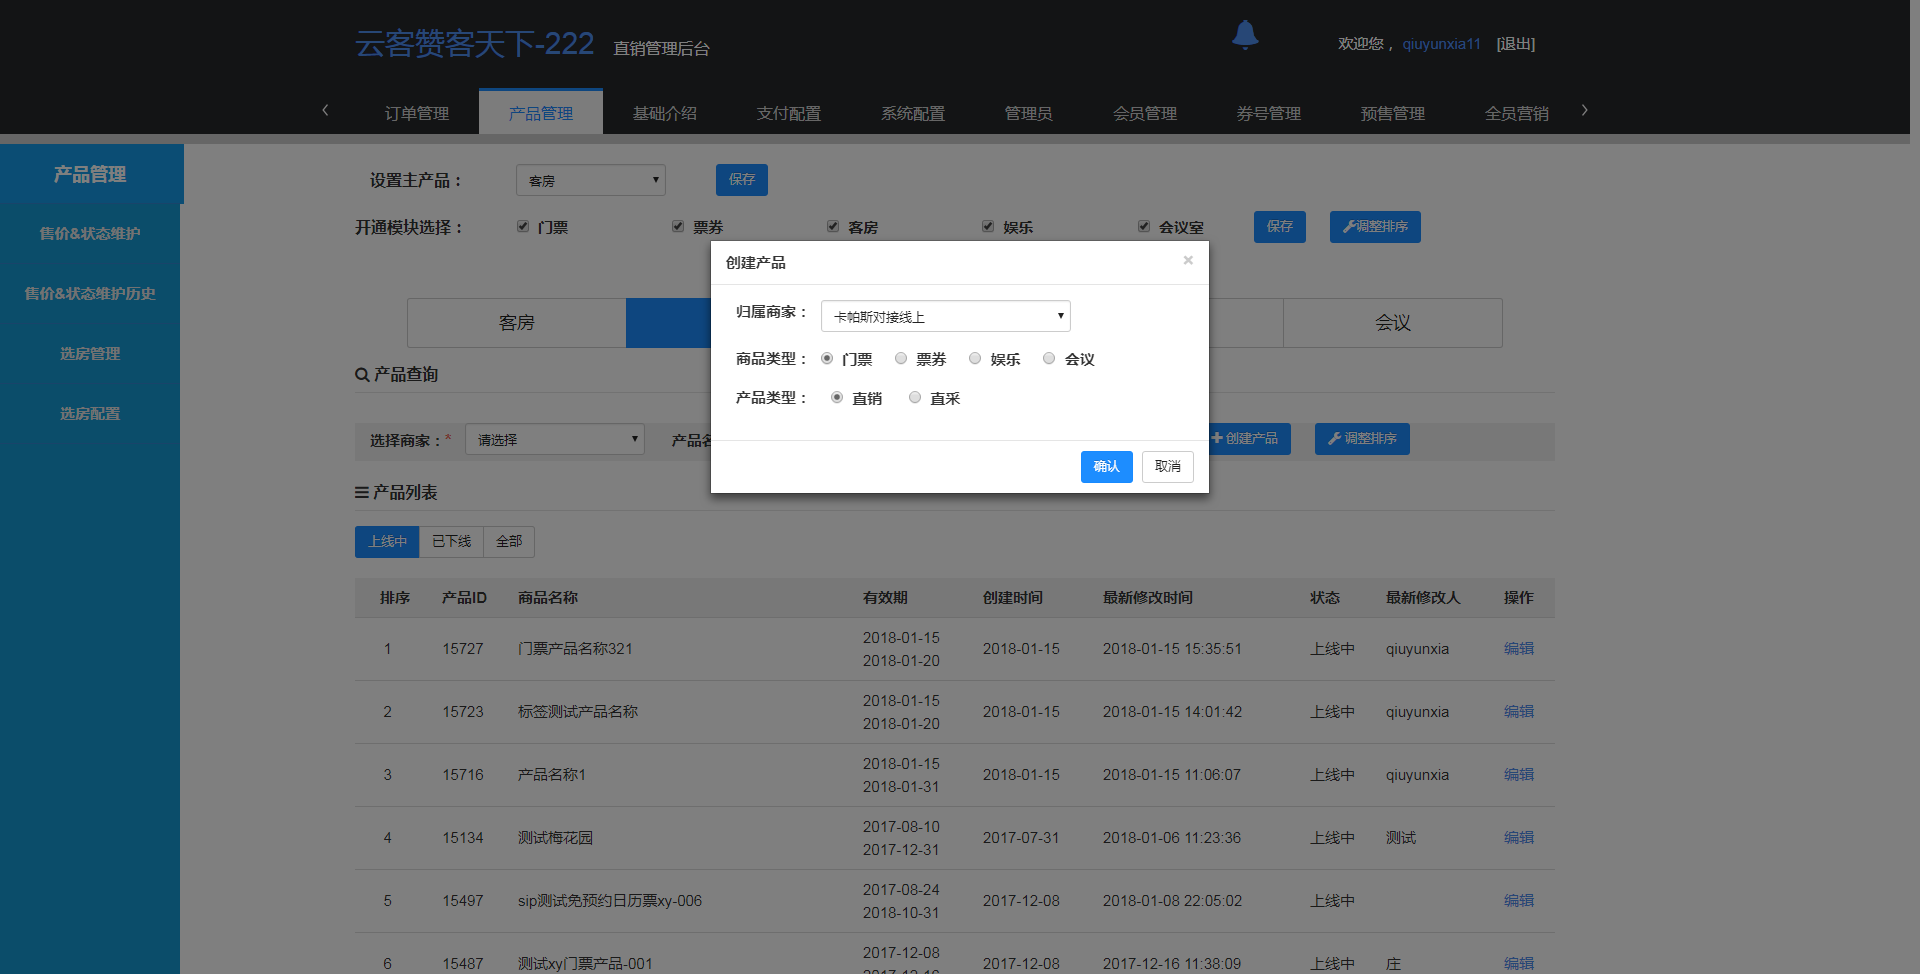 云客赞客天下-222 直销管理后台
欢迎您， qiuyunxia11 [退出]
订单管理 产品管理 基础介绍 支付配置 系统配置 管理员 会员管理 券号管理 预售管理 全员营销
产品管理
售价&状态维护
售价&状态维护历史
选房管理
选房配置
设置主产品： 客房 保存
开通模块选择： 门票 票券 客房 娱乐 会议室 保存 调整排序
客房 会议
产品查询
选择商家：* 请选择 产品名 创建产品 调整排序
创建产品 ×
归属商家： 卡帕斯对接线上
商品类型： 门票 票券 娱乐 会议
产品类型： 直销 直采
确认 取消
产品列表
上线中 已下线 全部
排序 产品ID 商品名称 有效期 创建时间 最新修改时间 状态 最新修改人 操作
1 15727 门票产品名称321 2018-01-15 2018-01-20 2018-01-15 2018-01-15 15:35:51 上线中 qiuyunxia 编辑
2 15723 标签测试产品名称 2018-01-15 2018-01-20 2018-01-15 2018-01-15 14:01:42 上线中 qiuyunxia 编辑
3 15716 产品名称1 2018-01-15 2018-01-31 2018-01-15 2018-01-15 11:06:07 上线中 qiuyunxia 编辑
4 15134 测试梅花园 2017-08-10 2017-12-31 2017-07-31 2018-01-06 11:23:36 上线中 测试 编辑
5 15497 sip测试免预约日历票xy-006 2017-08-24 2018-10-31 2017-12-08 2018-01-08 22:05:02 上线中 编辑
6 15487 测试xy门票产品-001 2017-12-08 2017-12-08 2017-12-16 11:38:09 上线中 庄 编辑